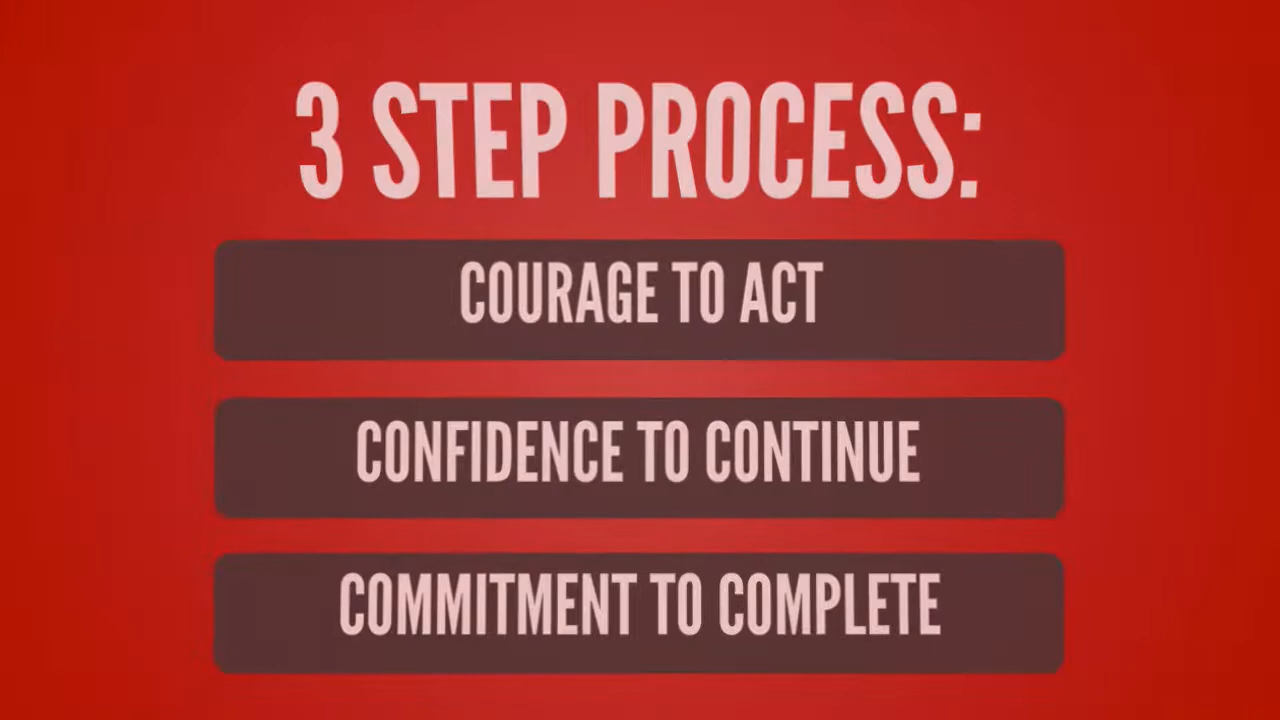 3 STEP PROCESS:
COURAGE TO ACT
CONFIDENCE TO CONTINUE
COMMITMENT TO COMPLETE